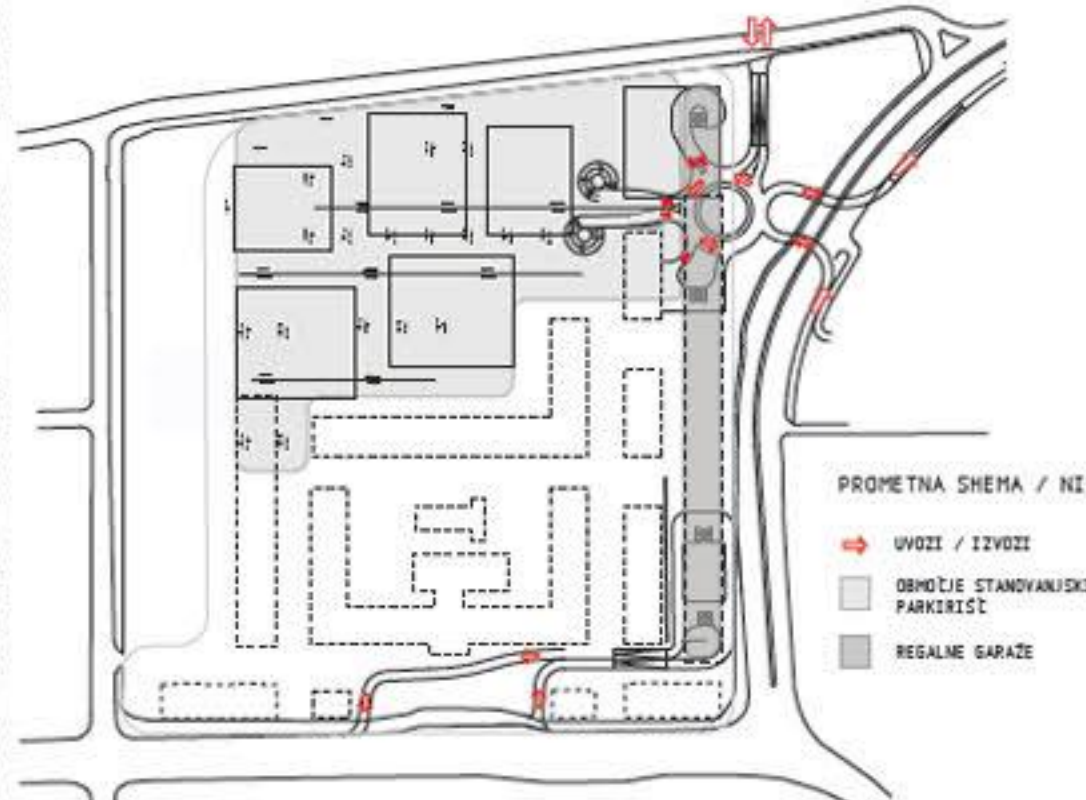 PROMETNA SHEMA / NI
UVOZI / IZVOZI
OBMOČJE STANOVANJSKI
PARKIRIŠČ
REGALNE GARAŽE